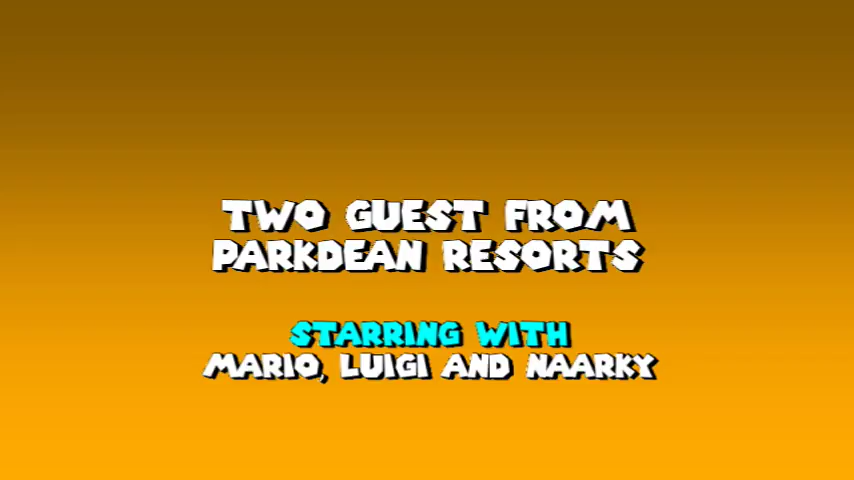 TWO GUEST FROM
PARKDEAN RESORTS
STARRING WITH
MARIO, LUIGI AND NAARKY